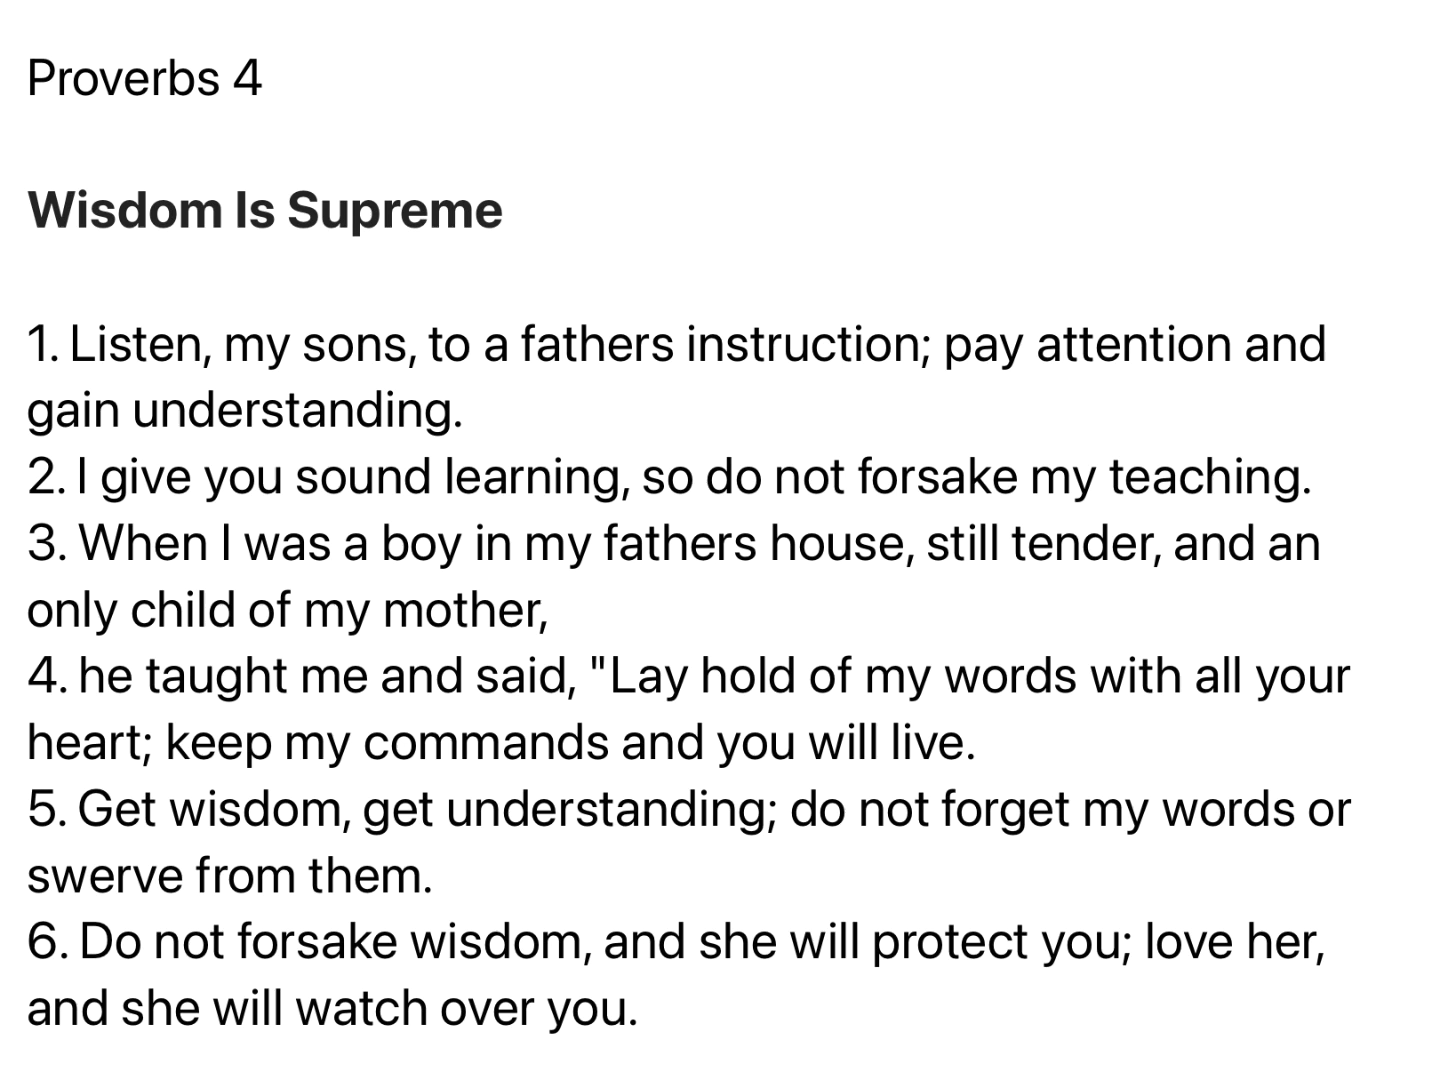 Proverbs 4
Wisdom Is Supreme
1. Listen, my sons, to a fathers instruction; pay attention and
gain understanding.
2. I give you sound learning, so do not forsake my teaching.
3. When I was a boy in my fathers house, still tender, and an
only child of my mother,
4. he taught me and said, "Lay hold of my words with all your
heart; keep my commands and you will live.
5. Get wisdom, get understanding; do not forget my words or
swerve from them.
6. Do not forsake wisdom, and she will protect you; love her,
and she will watch over you.